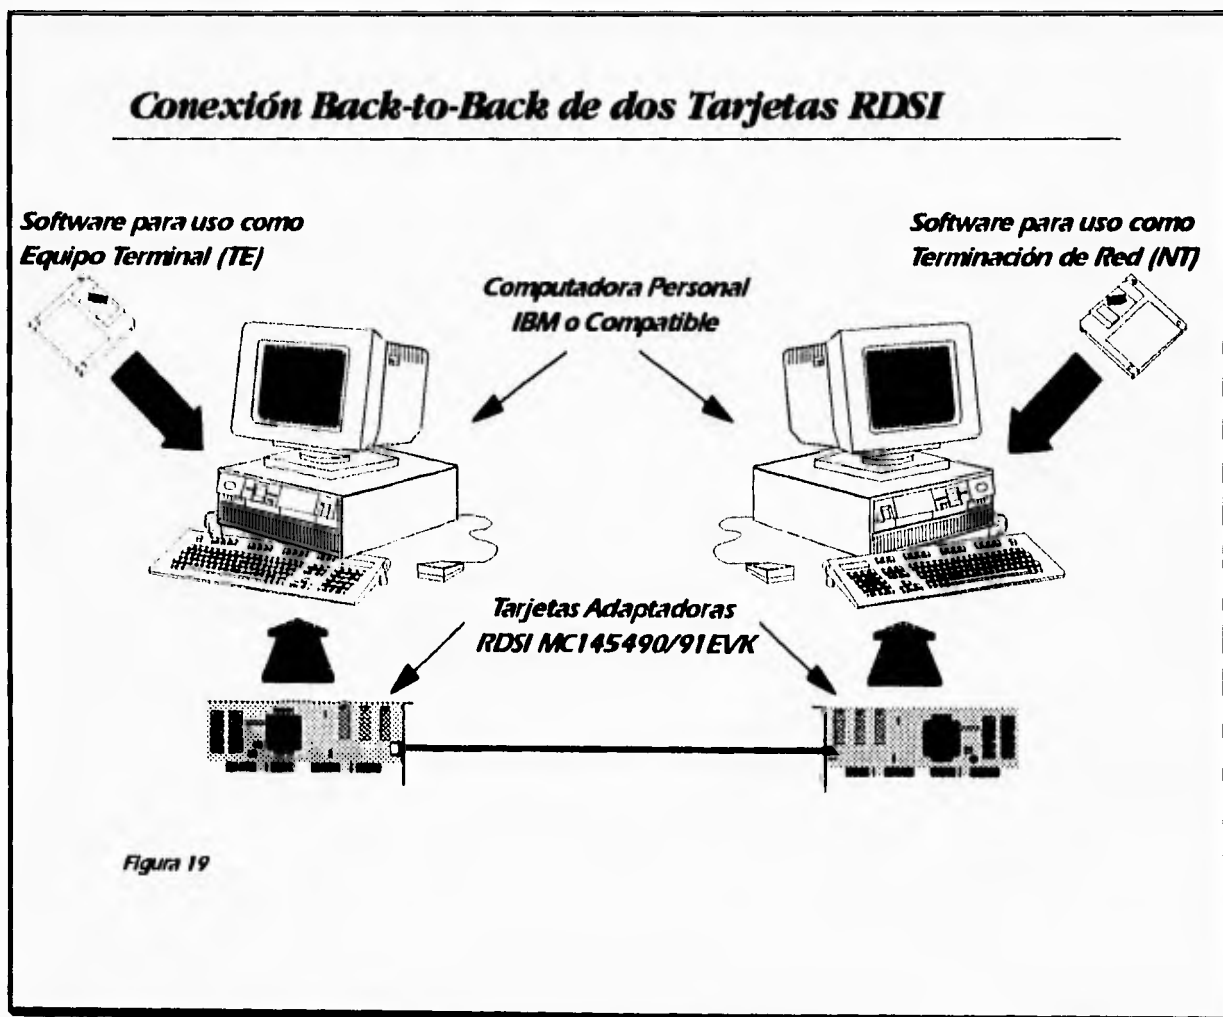 Conexión Back-to-Back de dos Tarjetas RDSI
Software para uso como
Equipo Terminal (TE)
Software para uso como
Terminación de Red (NT)
Computadora Personal
IBM o Compatible
Tarjetas Adaptadoras
RDSI MC145490/91EVK
Figura 19